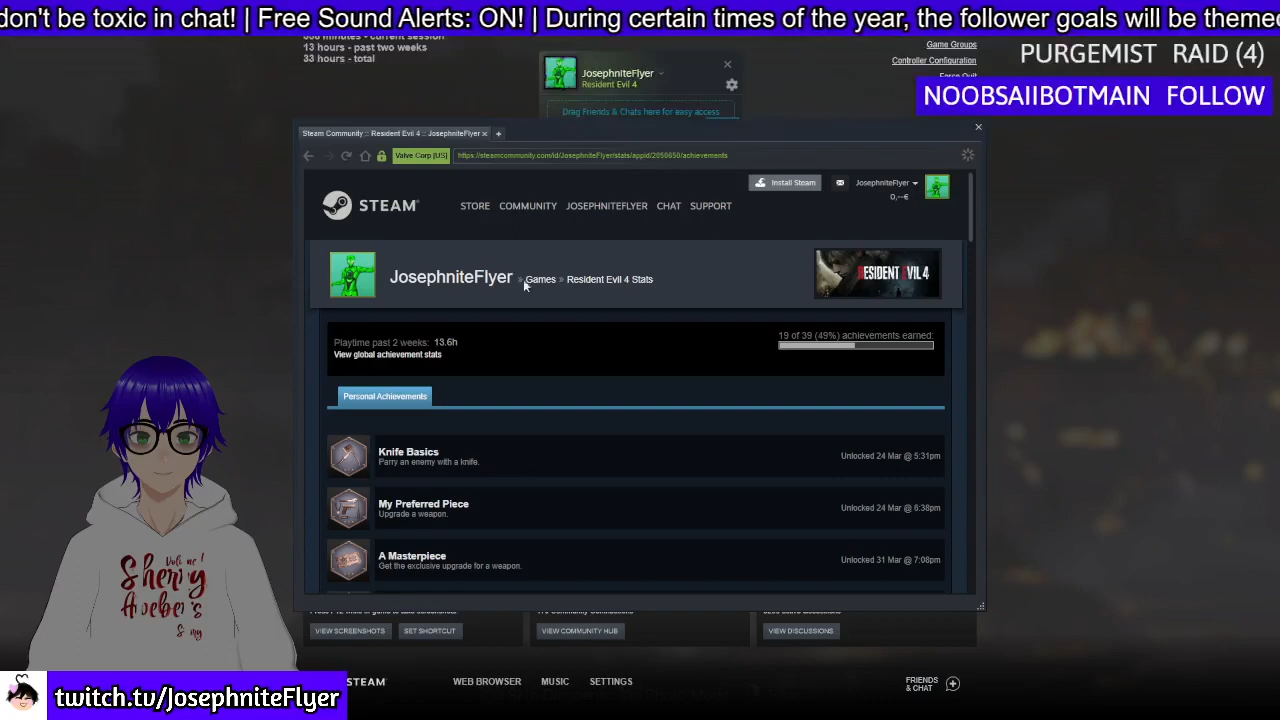 don't be toxic in chat! | Free Sound Alerts: ON! | During certain times of the year, the follower goals will be theme
current session
13 hours - past two weeks
33 hours - total
Game Groups
Controller Configuration
PURGEMIST RAID (4)
NOOBSAIIBOTMAIN FOLLOW
JosephniteFlyer
Resident Evil 4
Drag Friends & Chats here for easy access
Steam Community :: Resident Evil 4 :: JosephniteFlyer × +
Valve Corp [US] https://steamcommunity.com/id/JosephniteFlyer/stats/appid/2050650/achievements
Install Steam JosephniteFlyer
0,--€
STEAM® STORE COMMUNITY JOSEPHNITEFLYER CHAT SUPPORT
JosephniteFlyer » Games » Resident Evil 4 Stats
RESIDENT EVIL 4
Playtime past 2 weeks: 13.6h
View global achievement stats
19 of 39 (49%) achievements earned:
Personal Achievements
Knife Basics
Parry an enemy with a knife.
Unlocked 24 Mar @ 5:31pm
My Preferred Piece
Upgrade a weapon.
Unlocked 24 Mar @ 6:38pm
A Masterpiece
Get the exclusive upgrade for a weapon.
Unlocked 31 Mar @ 7:08pm
VIEW SCREENSHOTS SET SHORTCUT VIEW COMMUNITY HUB VIEW DISCUSSIONS
STEAM® WEB BROWSER MUSIC SETTINGS
FRIENDS
& CHAT
twitch.tv/JosephniteFlyer